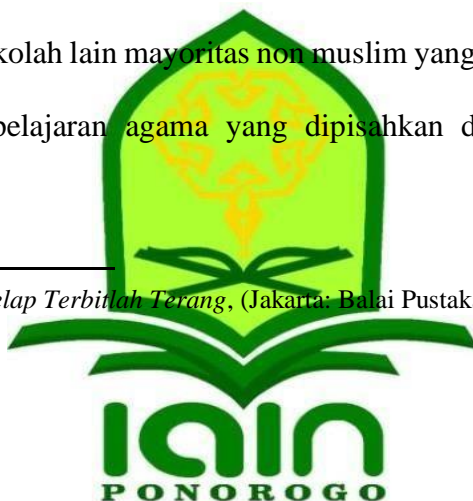 kolah lain mayoritas non muslim yang
pelajaran agama yang dipisahkan d
elap Terbitlah Terang, (Jakarta: Balai Pustak
iain
PONOROGO